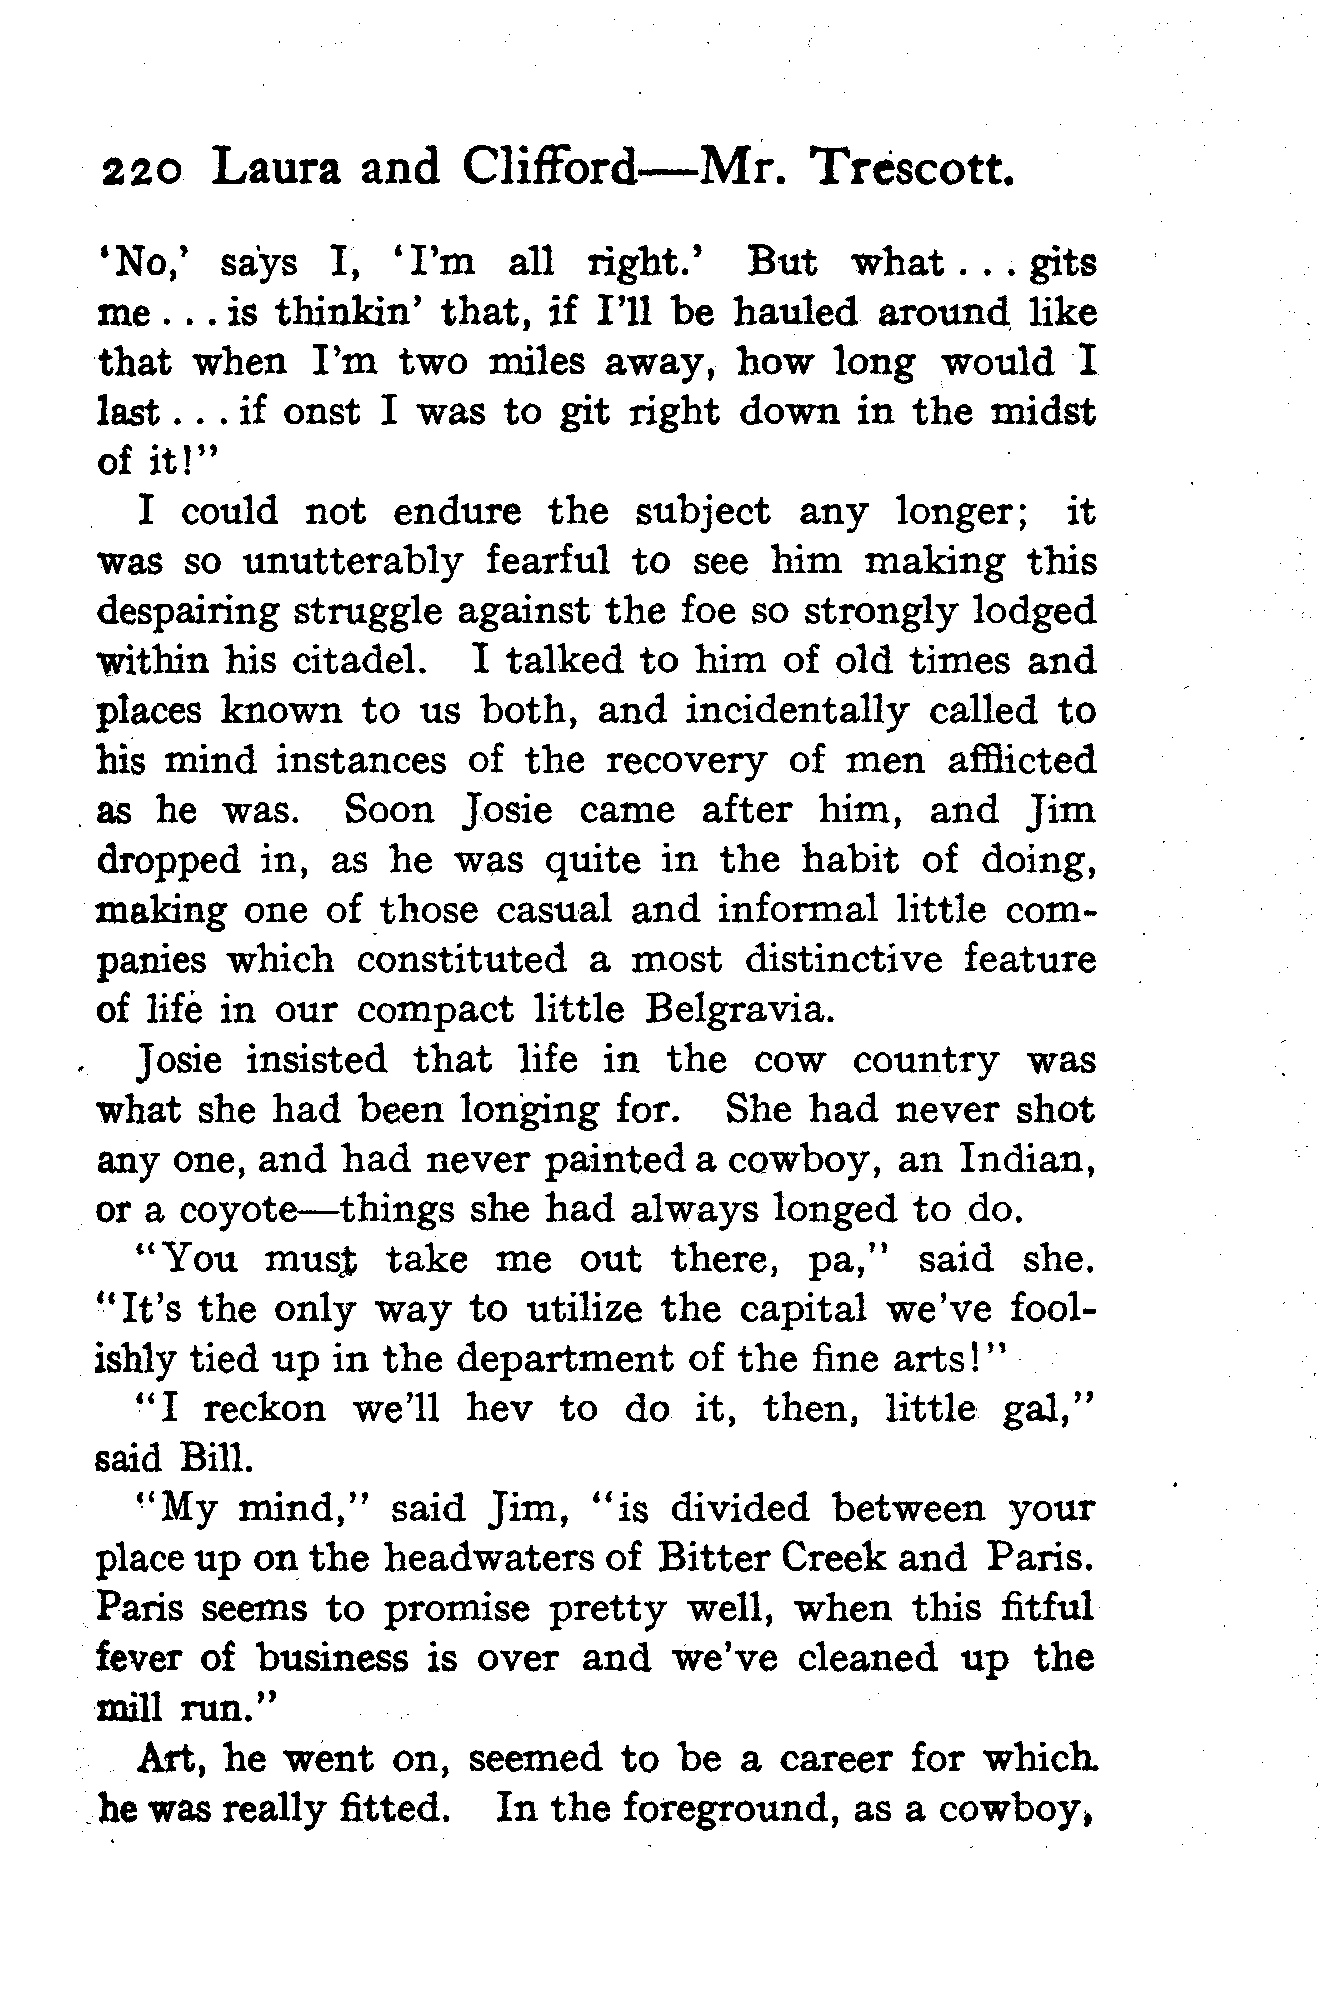 220 Laura and Clifford—Mr. Trescott.
‘No,’ says I, ‘I’m all right.’ But what . . . gits
me . . . is thinkin’ that, if I’ll be hauled around like
that when I’m two miles away, how long would I
last . . . if onst I was to git right down in the midst
of it!”
I could not endure the subject any longer; it
was so unutterably fearful to see him making this
despairing struggle against the foe so strongly lodged
within his citadel. I talked to him of old times and
places known to us both, and incidentally called to
his mind instances of the recovery of men afflicted
as he was. Soon Josie came after him, and Jim
dropped in, as he was quite in the habit of doing,
making one of those casual and informal little com-
panies which constituted a most distinctive feature
of life in our compact little Belgravia.
Josie insisted that life in the cow country was
what she had been longing for. She had never shot
any one, and had never painted a cowboy, an Indian,
or a coyote—things she had always longed to do.
“You must take me out there, pa,” said she.
“It’s the only way to utilize the capital we’ve fool-
ishly tied up in the department of the fine arts!”
“I reckon we’ll hev to do it, then, little gal,”
said Bill.
“My mind,” said Jim, “is divided between your
place up on the headwaters of Bitter Creek and Paris.
Paris seems to promise pretty well, when this fitful
fever of business is over and we’ve cleaned up the
mill run.”
Art, he went on, seemed to be a career for which
he was really fitted. In the foreground, as a cowboy,